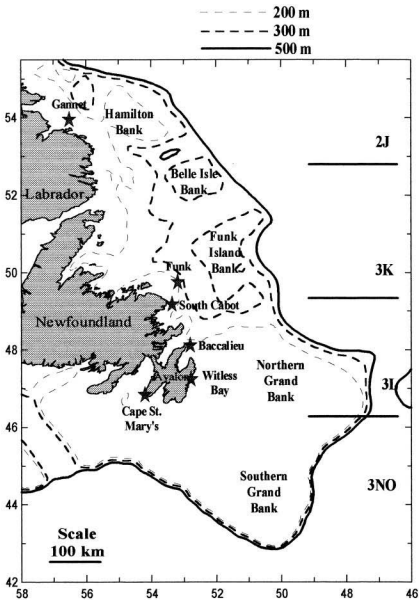 200 m
300 m
500 m
54
52
50
48
46
44
42
58
56
54
52
50
48
46
Gannet
Hamilton
Bank
2J
Belle Isle
Bank
Labrador
Funk
Island
Bank
Funk
3K
South Cabot
Newfoundland
Baccalieu
Northern
Grand
Bank
Avalon
Witless
Bay
3L
Cape St.
Mary's
Southern
Grand
Bank
3NO
Scale
100 km